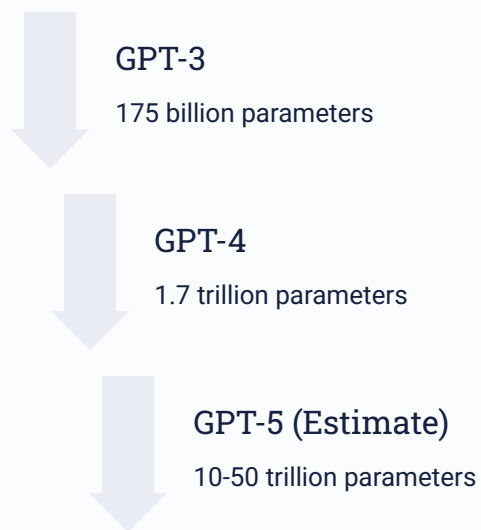 GPT-3
175 billion parameters
GPT-4
1.7 trillion parameters
GPT-5 (Estimate)
10-50 trillion parameters